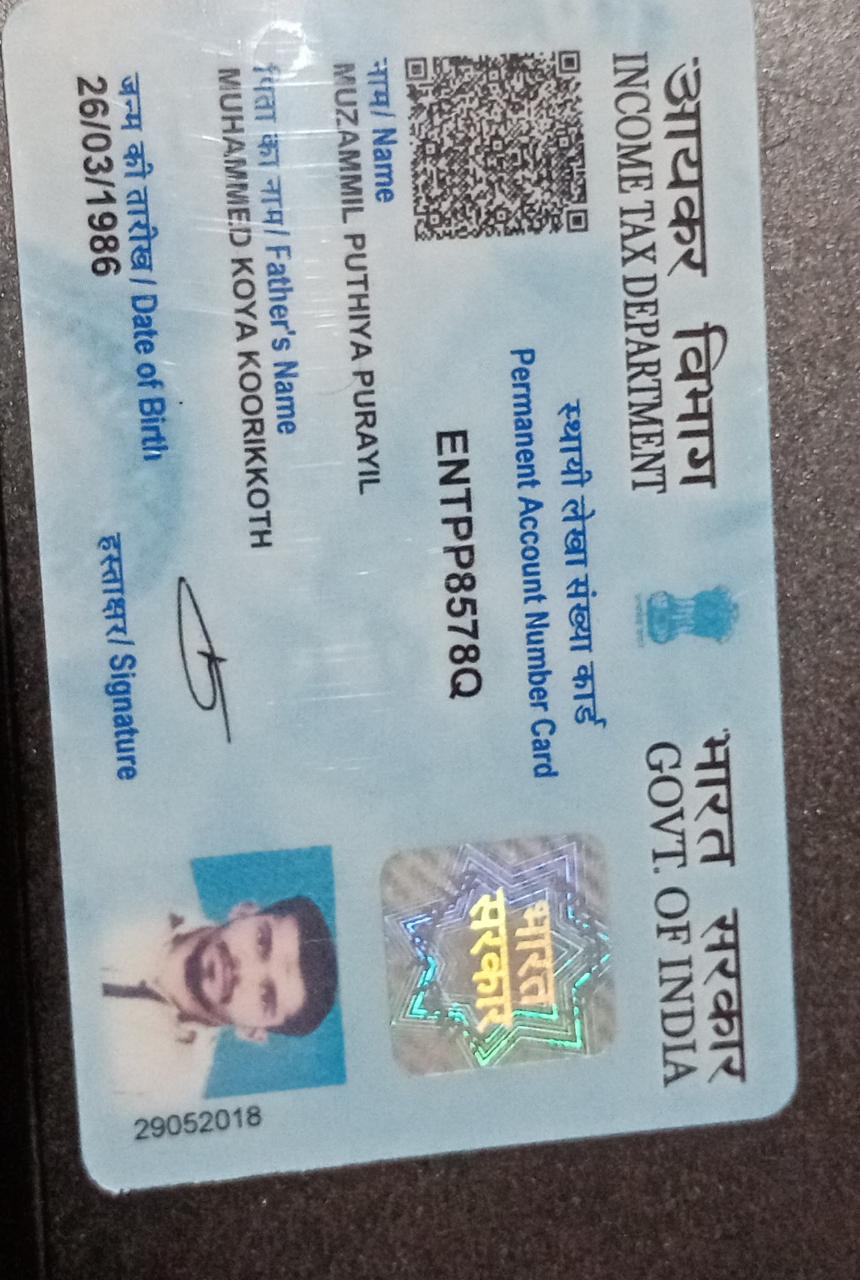 आयकर विभाग
INCOME TAX DEPARTMENT
भारत सरकार
GOVT. OF INDIA
स्थायी लेखा संख्या कार्ड
Permanent Account Number Card
ENTPP8578Q
नाम/ Name
MUZAMMIL PUTHIYA PURAYIL
पिता का नाम/ Father's Name
MUHAMMED KOYA KOORIKKOTH
जन्म की तारीख / Date of Birth
26/03/1986
हस्ताक्षर/ Signature
भारत
सरकार
29052018